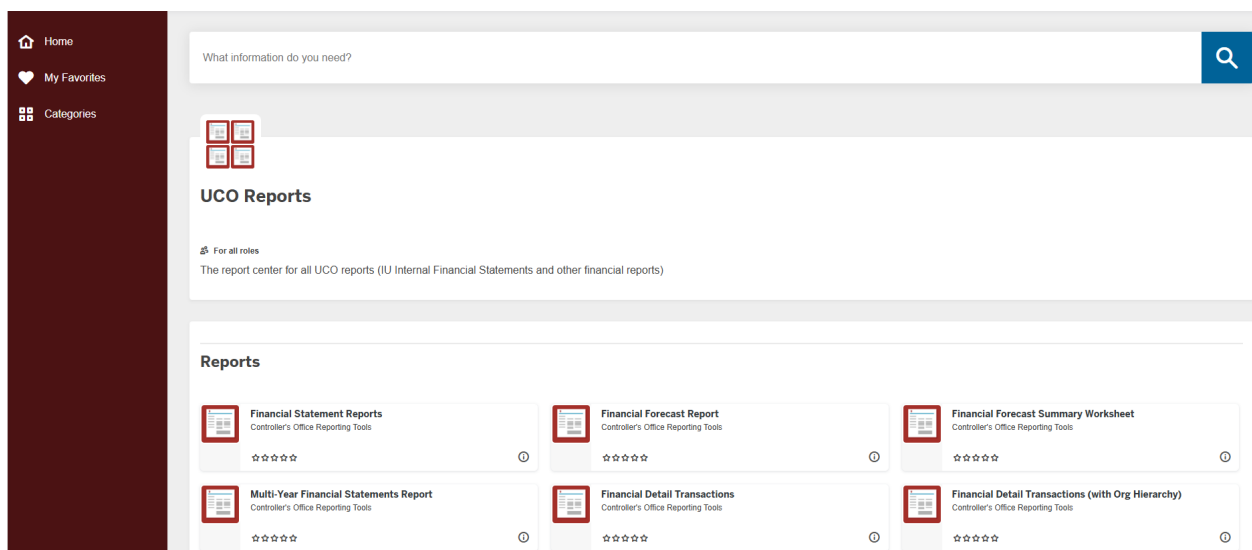 Home
My Favorites
Categories
What information do you need?
UCO Reports
For all roles
The report center for all UCO reports (IU Internal Financial Statements and other financial reports)
Reports
Financial Statement Reports
Controller's Office Reporting Tools
Financial Forecast Report
Controller's Office Reporting Tools
Financial Forecast Summary Worksheet
Controller's Office Reporting Tools
Multi-Year Financial Statements Report
Controller's Office Reporting Tools
Financial Detail Transactions
Controller's Office Reporting Tools
Financial Detail Transactions (with Org Hierarchy)
Controller's Office Reporting Tools